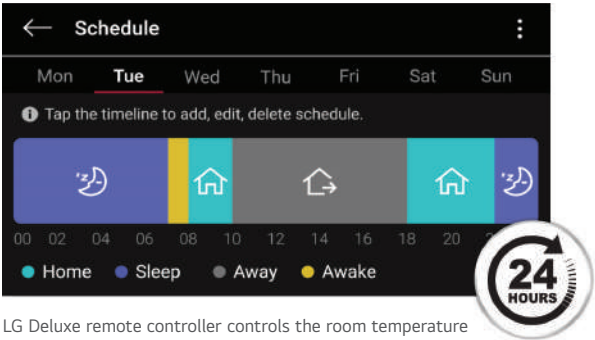 Schedule
Mon Tue Wed Thu Fri Sat Sun
Tap the timeline to add, edit, delete schedule.
00 02 04 06 08 10 12 14 16 18 20
Home Sleep Away Awake
24
HOURS
LG Deluxe remote controller controls the room temperature